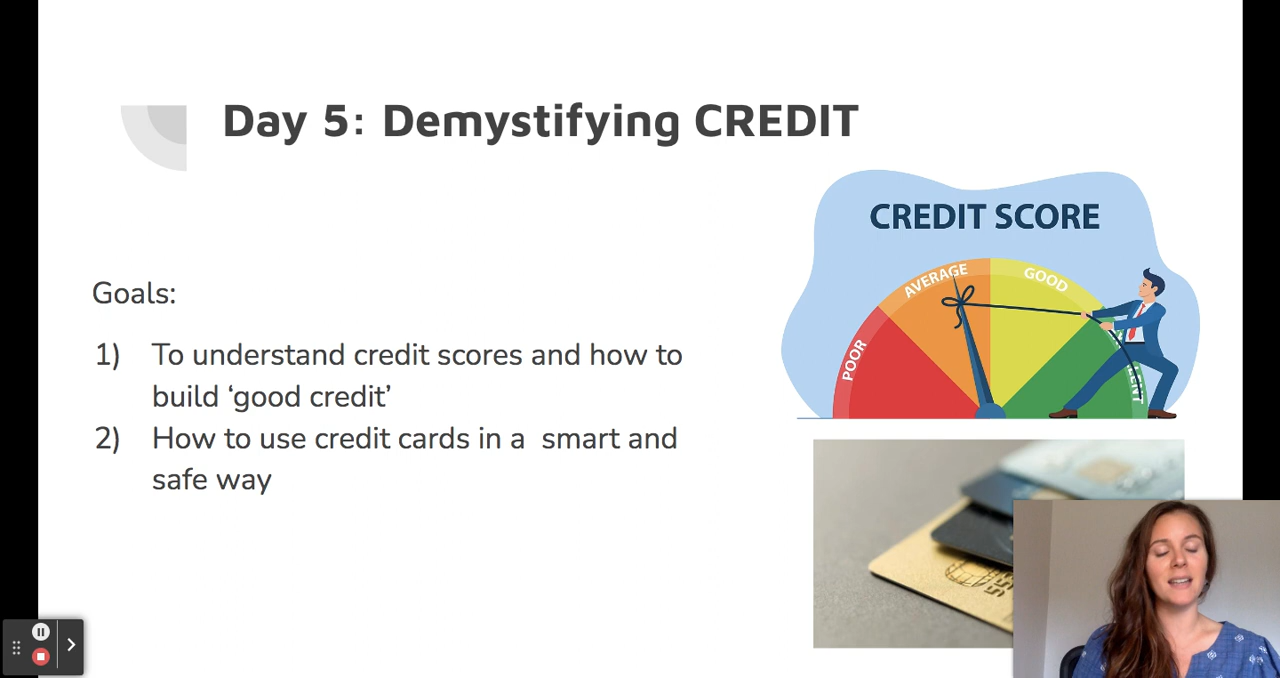 Day 5: Demystifying CREDIT
CREDIT SCORE
POOR
AVERAGE
GOOD
Goals:
1) To understand credit scores and how to
build ‘good credit’
2) How to use credit cards in a  smart and
safe way